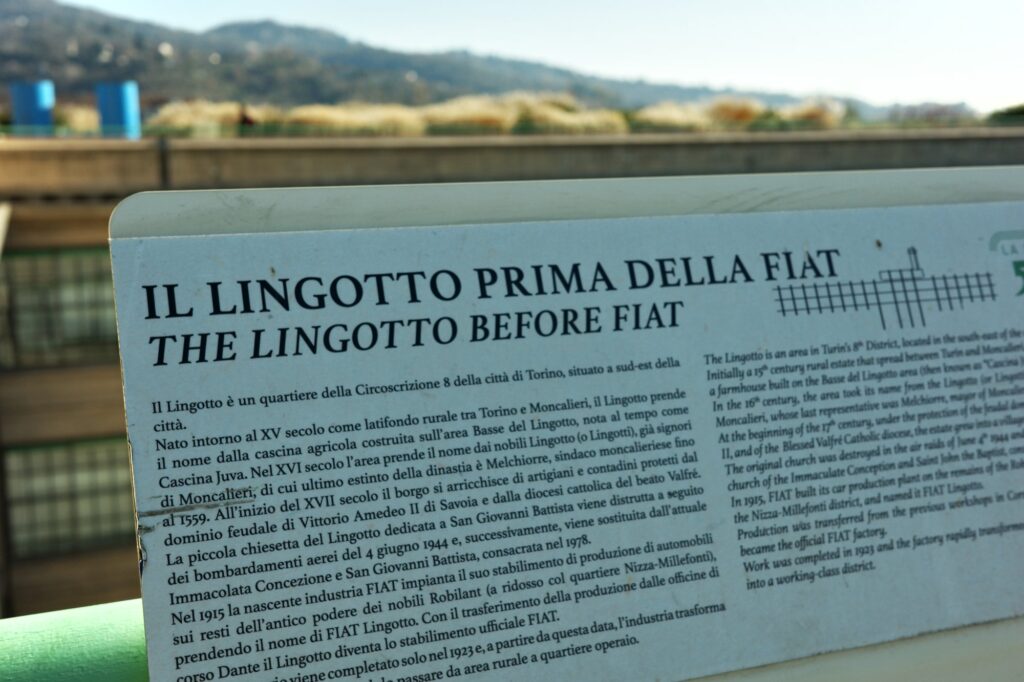 IL LINGOTTO PRIMA DELLA FIAT
THE LINGOTTO BEFORE FIAT
LA
Il Lingotto è un quartiere della Circoscrizione 8 della città di Torino, situato a sud-est della
città.
Nato intorno al XV secolo come latifondo rurale tra Torino e Moncalieri, il Lingotto prende
il nome dalla cascina agricola costruita sull'area Basse del Lingotto, nota al tempo come
Cascina Juva. Nel XVI secolo l'area prende il nome dai nobili Lingotto (o Lingotti), già signori
di Moncalieri, di cui ultimo estinto della dinastia è Melchiorre, sindaco moncalieriese fino
al 1559. All'inizio del XVII secolo il borgo si arricchisce di artigiani e contadini protetti dal
dominio feudale di Vittorio Amedeo II di Savoia e dalla diocesi cattolica del beato Valfré.
La piccola chiesetta del Lingotto dedicata a San Giovanni Battista viene distrutta a seguito
dei bombardamenti aerei del 4 giugno 1944 e, successivamente, viene sostituita dall'attuale
Immacolata Concezione e San Giovanni Battista, consacrata nel 1978.
Nel 1915 la nascente industria FIAT impianta il suo stabilimento di produzione di automobili
sui resti dell'antico podere dei nobili Robilant (a ridosso col quartiere Nizza-Millefonti),
prendendo il nome di FIAT Lingotto. Con il trasferimento della produzione dalle officine di
corso Dante il Lingotto diventa lo stabilimento ufficiale FIAT.
viene completato solo nel 1923 e, a partire da questa data, l'industria trasforma
passare da area rurale a quartiere operaio.
The Lingotto is an area in Turin's 8th District, located in the south-east of the
Initially a 15th century rural estate that spread between Turin and Moncalieri
a farmhouse built on the Basse del Lingotto area (then known as "Cascina
In the 16th century, the area took its name from the Lingotto (or Lingotti
Moncalieri, whose last representative was Melchiorre, mayor of Moncalieri
At the beginning of the 17th century, under the protection of the feudal
II, and of the Blessed Valfré Catholic diocese, the estate grew into a village
The original church was destroyed in the air raids of June 4th 1944 and
church of the Immaculate Conception and Saint John the Baptist,
In 1915, FIAT built its car production plant on the remains of the
the Nizza-Millefonti district, and named it FIAT Lingotto.
Production was transferred from the previous workshops in
became the official FIAT factory.
Work was completed in 1923 and the factory rapidly
into a working-class district.